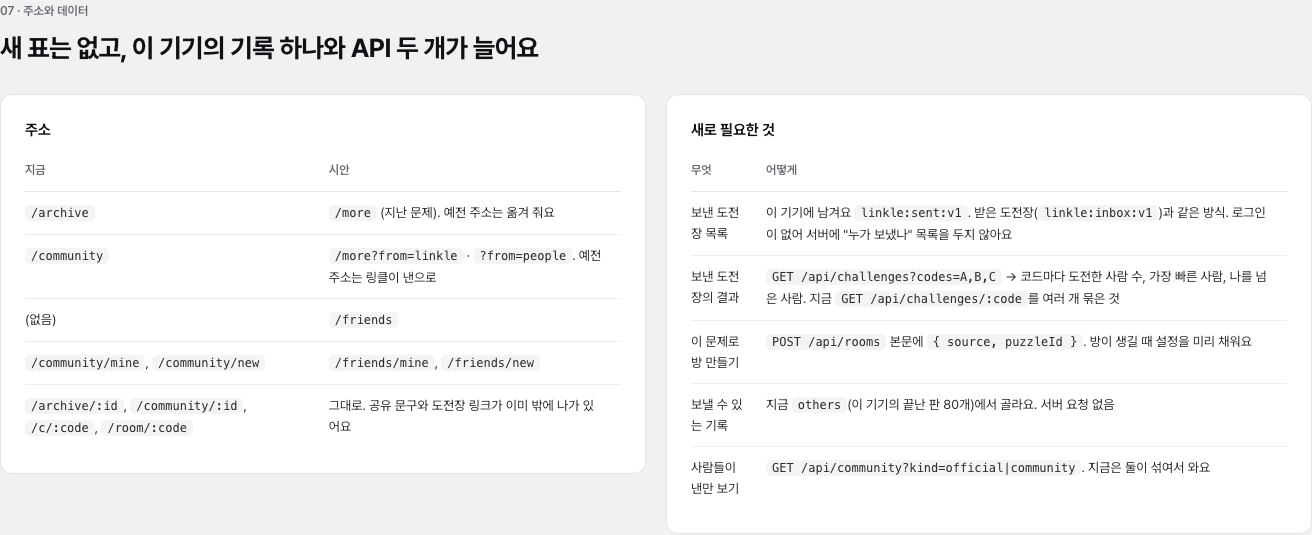 07 · 주소와 데이터
새 표는 없고, 이 기기의 기록 하나와 API 두 개가 늘어요
주소
지금 시안
/archive /more (지난 문제). 예전 주소는 옮겨 줘요
/community /more?from=linkle · ?from=people . 예전
주소는 링클이 낸으로
(없음) /friends
/community/mine , /community/new /friends/mine , /friends/new
/archive/:id , /community/:id , 그대로. 공유 문구와 도전장 링크가 이미 밖에 나가 있
/c/:code , /room/:code 어요
새로 필요한 것
무엇 어떻게
보낸 도전 이 기기에 남겨요 linkle:sent:v1 . 받은 도전장( linkle:inbox:v1 )과 같은 방식. 로그인
장 목록 이 없어 서버에 "누가 보냈나" 목록을 두지 않아요
보낸 도전 GET /api/challenges?codes=A,B,C → 코드마다 도전한 사람 수, 가장 빠른 사람, 나를 넘
장의 결과 은 사람. 지금 GET /api/challenges/:code 를 여러 개 묶은 것
이 문제로 POST /api/rooms 본문에 { source, puzzleId } . 방이 생길 때 설정을 미리 채워요
방 만들기
보낼 수 있 지금 others (이 기기의 끝난 판 80개)에서 골라요. 서버 요청 없음
는 기록
사람들이 GET /api/community?kind=official|community . 지금은 둘이 섞여서 와요
낸만 보기